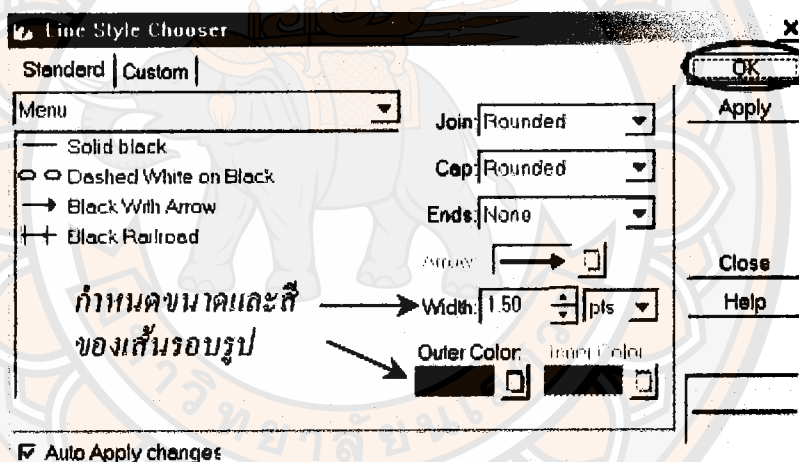 Line Style Chooser
Standard
Custom
OK
Menu
Join: Rounded
Apply
Solid black
Dashed White on Black
Cap: Rounded
Black With Arrow
Ends: None
Black Railroad
Arrow:
Close
กำหนดขนาดและสี
ของเส้นรอบรูป
Width: 1.50 pts
Help
Outer Color:
Inner Color
Auto Apply changes